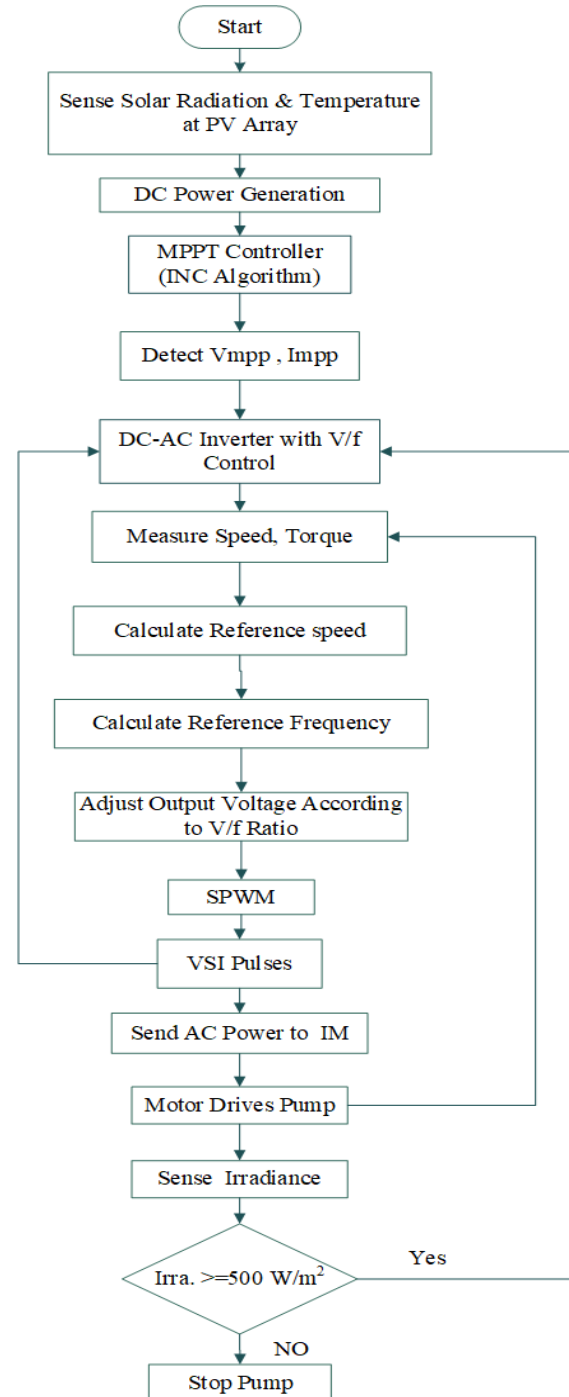 Start
Sense Solar Radiation & Temperature
at PV Array
DC Power Generation
MPPT Controller
(INC Algorithm)
Detect Vmpp , Impp
DC-AC Inverter with V/f
Control
Measure Speed, Torque
Calculate Reference speed
Calculate Reference Frequency
Adjust Output Voltage According
to V/f Ratio
SPWM
VSI Pulses
Send AC Power to IM
Motor Drives Pump
Sense Irradiance
Irra. >=500 W/m²
Yes
NO
Stop Pump